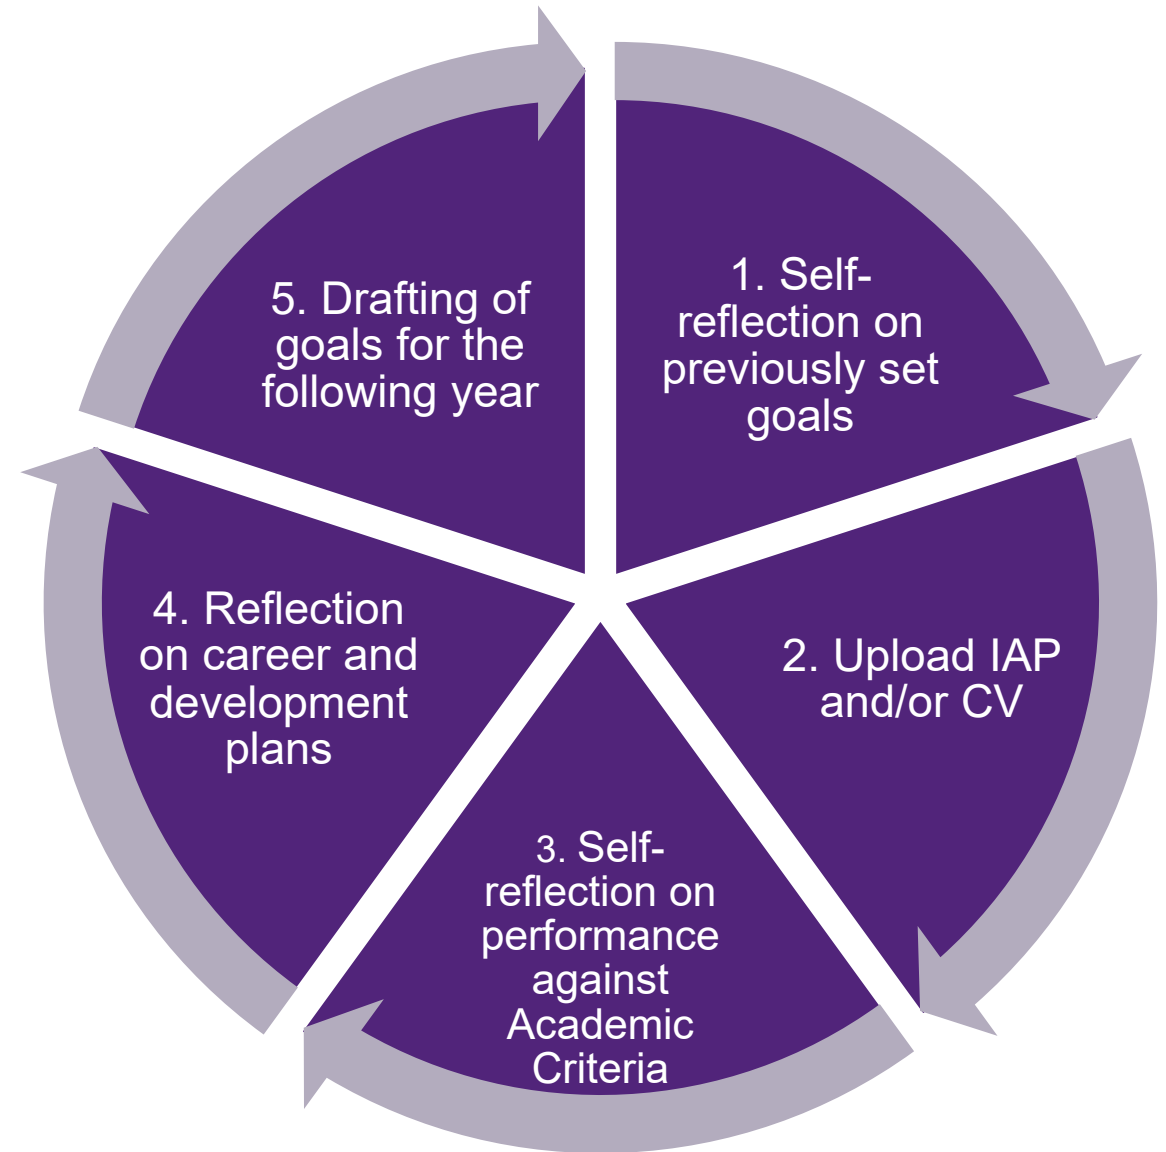 1. Self-
reflection on
previously set
goals
2. Upload IAP
and/or CV
3. Self-
reflection on
performance
against
Academic
Criteria
4. Reflection
on career and
development
plans
5. Drafting of
goals for the
following year